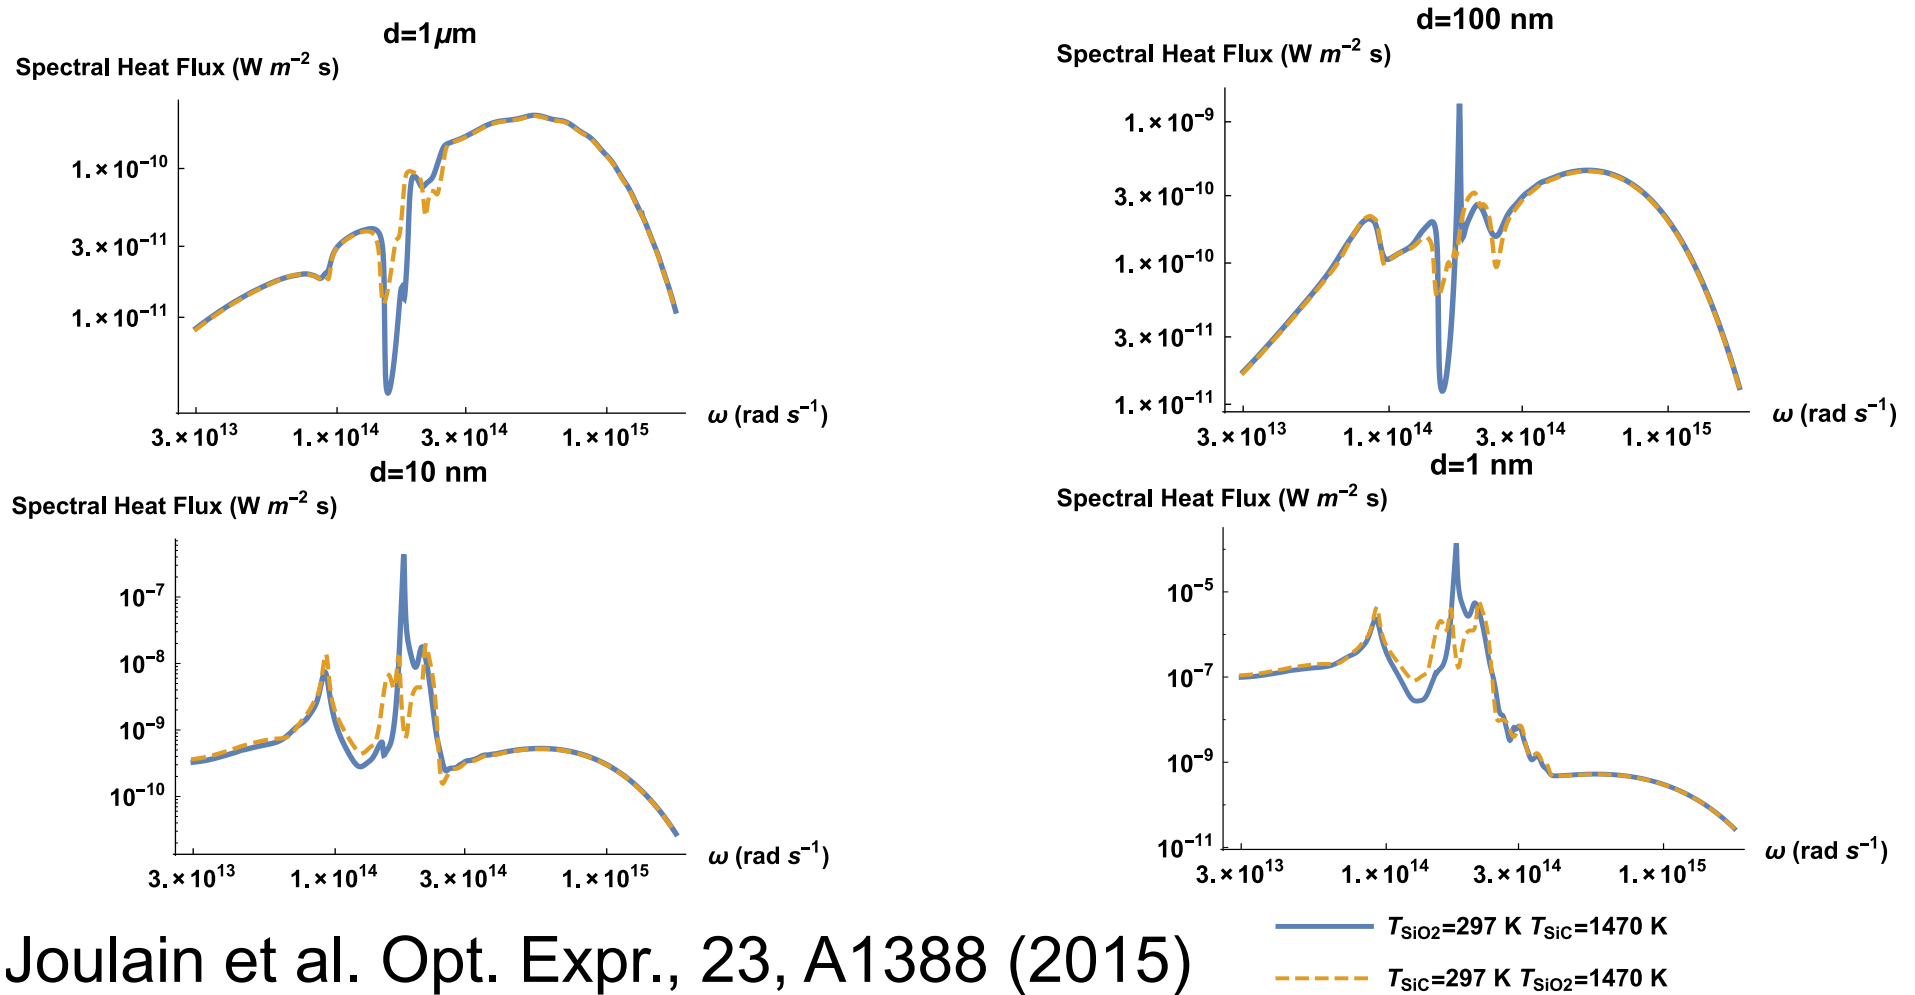 d=1μm
Spectral Heat Flux (W m⁻² s)
1.×10⁻¹⁰
3.×10⁻¹¹
1.×10⁻¹¹
3.×10¹³ 1.×10¹⁴ 3.×10¹⁴ 1.×10¹⁵
ω (rad s⁻¹)
d=100 nm
Spectral Heat Flux (W m⁻² s)
1.×10⁻⁹
3.×10⁻¹⁰
1.×10⁻¹⁰
3.×10⁻¹¹
1.×10⁻¹¹
3.×10¹³ 1.×10¹⁴ 3.×10¹⁴ 1.×10¹⁵
ω (rad s⁻¹)
d=10 nm
Spectral Heat Flux (W m⁻² s)
10⁻⁷
10⁻⁸
10⁻⁹
10⁻¹⁰
3.×10¹³ 1.×10¹⁴ 3.×10¹⁴ 1.×10¹⁵
ω (rad s⁻¹)
d=1 nm
Spectral Heat Flux (W m⁻² s)
10⁻⁵
10⁻⁷
10⁻⁹
10⁻¹¹
3.×10¹³ 1.×10¹⁴ 3.×10¹⁴ 1.×10¹⁵
ω (rad s⁻¹)
T_SiO2=297 K T_SiC=1470 K
T_SiC=297 K T_SiO2=1470 K
Joulain et al. Opt. Expr., 23, A1388 (2015)